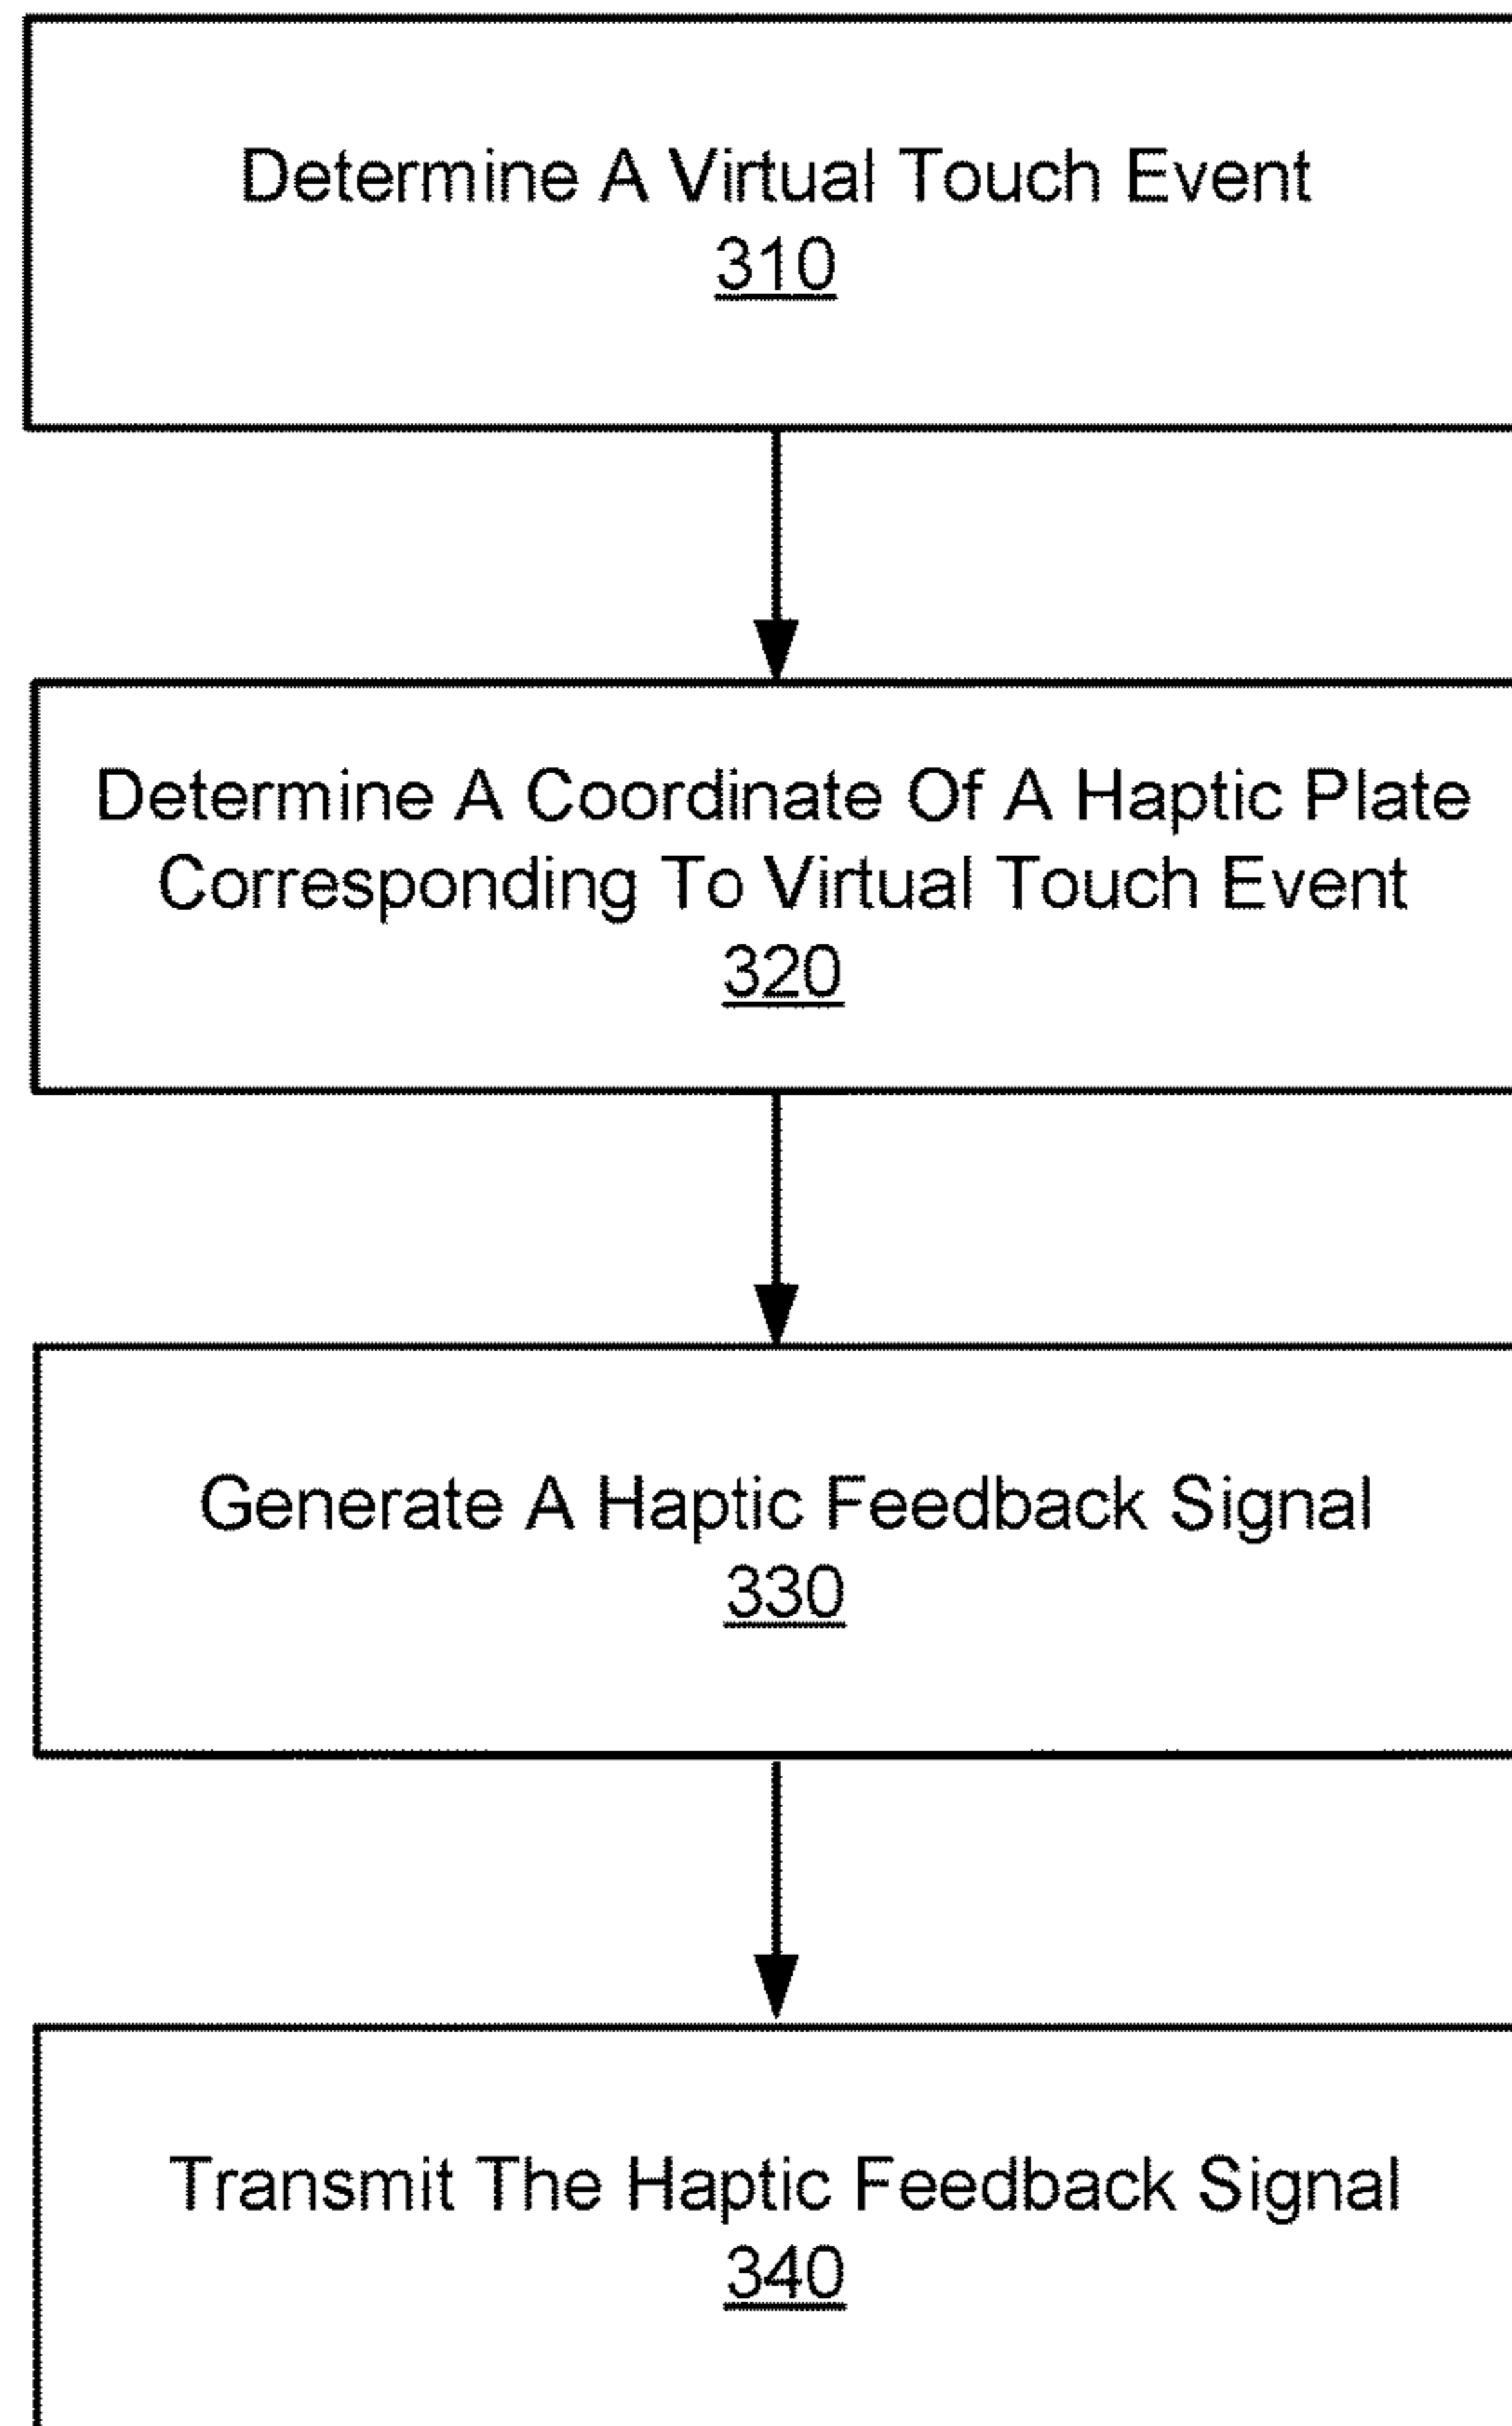 Determine A Virtual Touch Event
310
Determine A Coordinate Of A Haptic Plate
Corresponding To Virtual Touch Event
320
Generate A Haptic Feedback Signal
330
Transmit The Haptic Feedback Signal
340